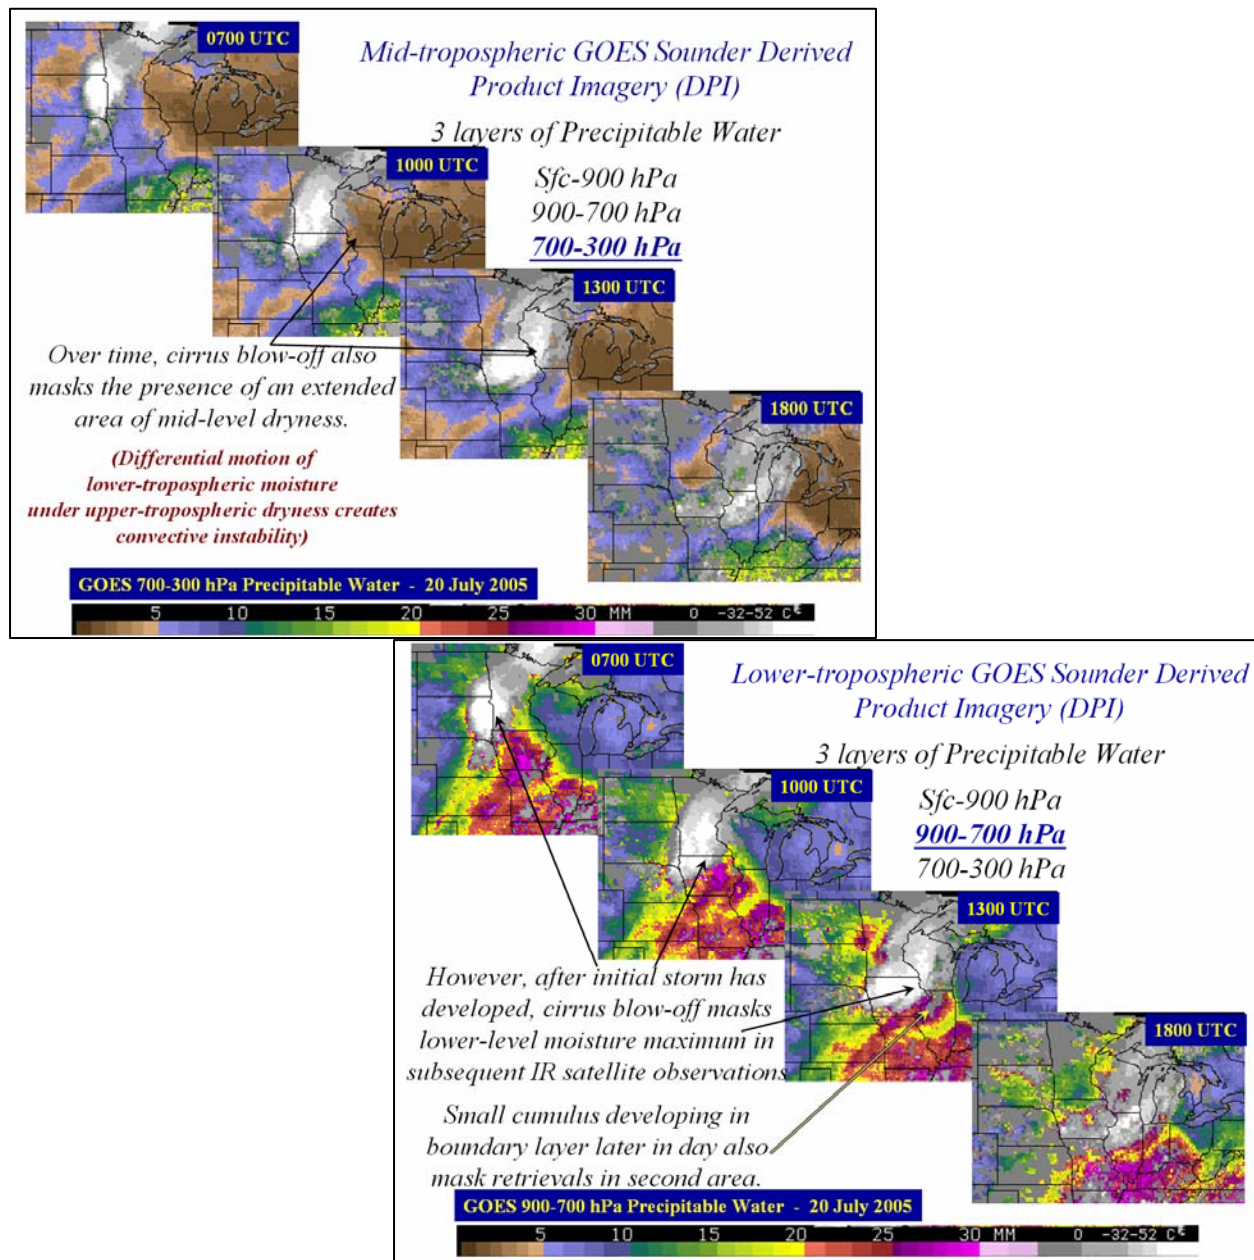 0700 UTC
Mid-tropospheric GOES Sounder Derived
Product Imagery (DPI)
3 layers of Precipitable Water
1000 UTC
Sfc-900 hPa
900-700 hPa
700-300 hPa
1300 UTC
Over time, cirrus blow-off also
masks the presence of an extended
area of mid-level dryness.
1800 UTC
(Differential motion of
lower-tropospheric moisture
under upper-tropospheric dryness creates
convective instability)
GOES 700-300 hPa Precipitable Water - 20 July 2005
5 10 15 20 25 30 MM 0 -32-52 C
0700 UTC
Lower-tropospheric GOES Sounder Derived
Product Imagery (DPI)
3 layers of Precipitable Water
1000 UTC
Sfc-900 hPa
900-700 hPa
700-300 hPa
1300 UTC
However, after initial storm has
developed, cirrus blow-off masks
lower-level moisture maximum in
subsequent IR satellite observations
1800 UTC
Small cumulus developing in
boundary layer later in day also
mask retrievals in second area.
GOES 900-700 hPa Precipitable Water - 20 July 2005
5 10 15 20 25 30 MM 0 -32-52 C